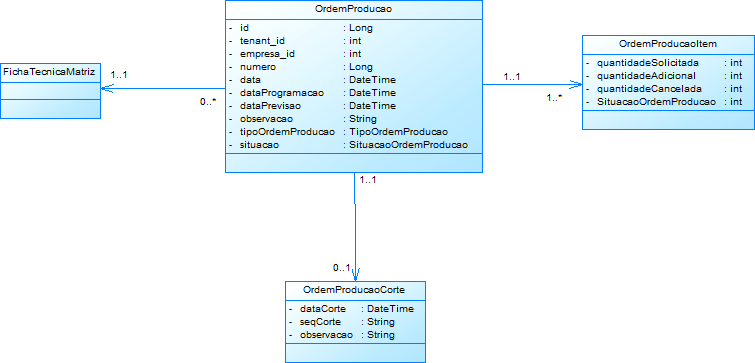 OrdemProducao
- id : Long
- tenant_id : int
- empresa_id : int
- numero : Long
- data : DateTime
- dataProgramacao : DateTime
- dataPrevisao : DateTime
- observacao : String
- tipoOrdemProducao : TipoOrdemProducao
- situacao : SituacaoOrdemProducao
FichaTecnicaMatriz
1..1
0..*
1..1
1..*
OrdemProducaoItem
- quantidadeSolicitada : int
- quantidadeAdicional : int
- quantidadeCancelada : int
- SituacaoOrdemProducao : int
1..1
0..1
OrdemProducaoCorte
- dataCorte : DateTime
- seqCorte : String
- observacao : String